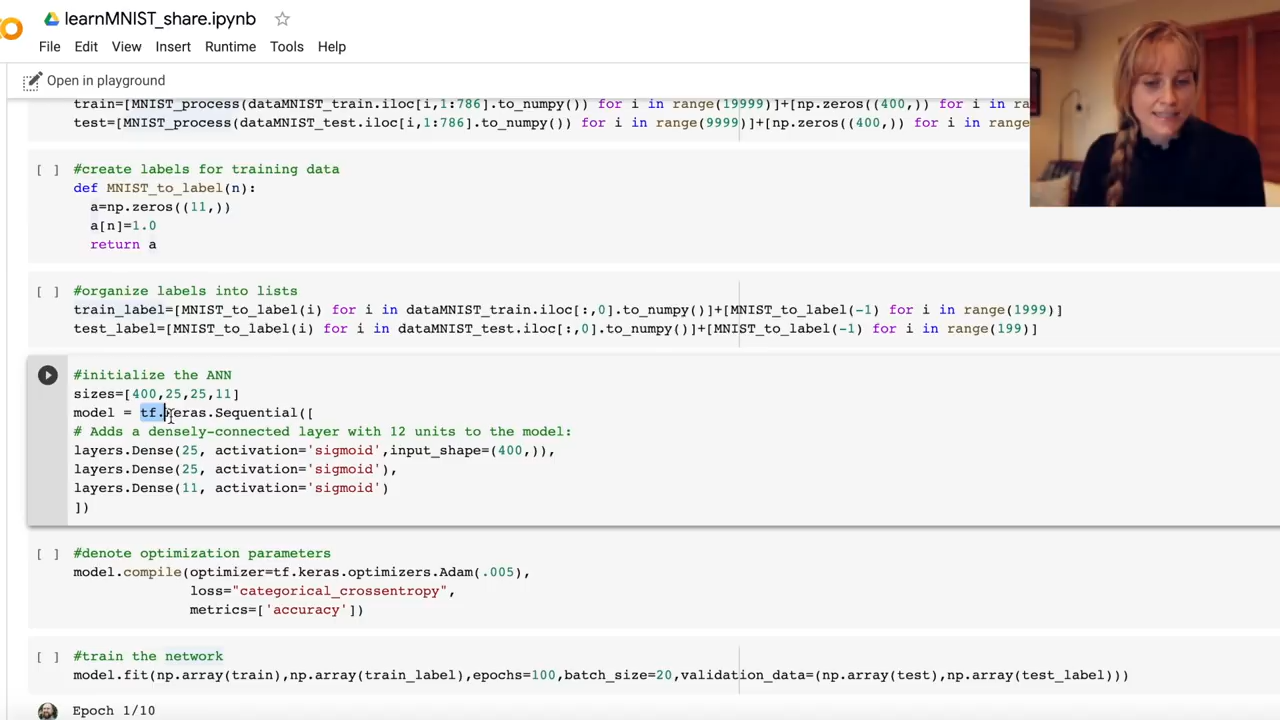 learnMNIST_share.ipynb
File Edit View Insert Runtime Tools Help
Open in playground
train=[MNIST_process(dataMNIST_train.iloc[i,1:786].to_numpy()) for i in range(19999)]+[np.zeros((400,)) for i in ra
test=[MNIST_process(dataMNIST_test.iloc[i,1:786].to_numpy()) for i in range(9999)]+[np.zeros((400,)) for i in range
[ ] #create labels for training data
def MNIST_to_label(n):
a=np.zeros((11,))
a[n]=1.0
return a
[ ] #organize labels into lists
train_label=[MNIST_to_label(i) for i in dataMNIST_train.iloc[:,0].to_numpy()]+[MNIST_to_label(-1) for i in range(1999)]
test_label=[MNIST_to_label(i) for i in dataMNIST_test.iloc[:,0].to_numpy()]+[MNIST_to_label(-1) for i in range(199)]
#initialize the ANN
sizes=[400,25,25,11]
model = tf.keras.Sequential([
# Adds a densely-connected layer with 12 units to the model:
layers.Dense(25, activation='sigmoid',input_shape=(400,)),
layers.Dense(25, activation='sigmoid'),
layers.Dense(11, activation='sigmoid')
])
[ ] #denote optimization parameters
model.compile(optimizer=tf.keras.optimizers.Adam(.005),
loss="categorical_crossentropy",
metrics=['accuracy'])
[ ] #train the network
model.fit(np.array(train),np.array(train_label),epochs=100,batch_size=20,validation_data=(np.array(test),np.array(test_label)))
Epoch 1/10